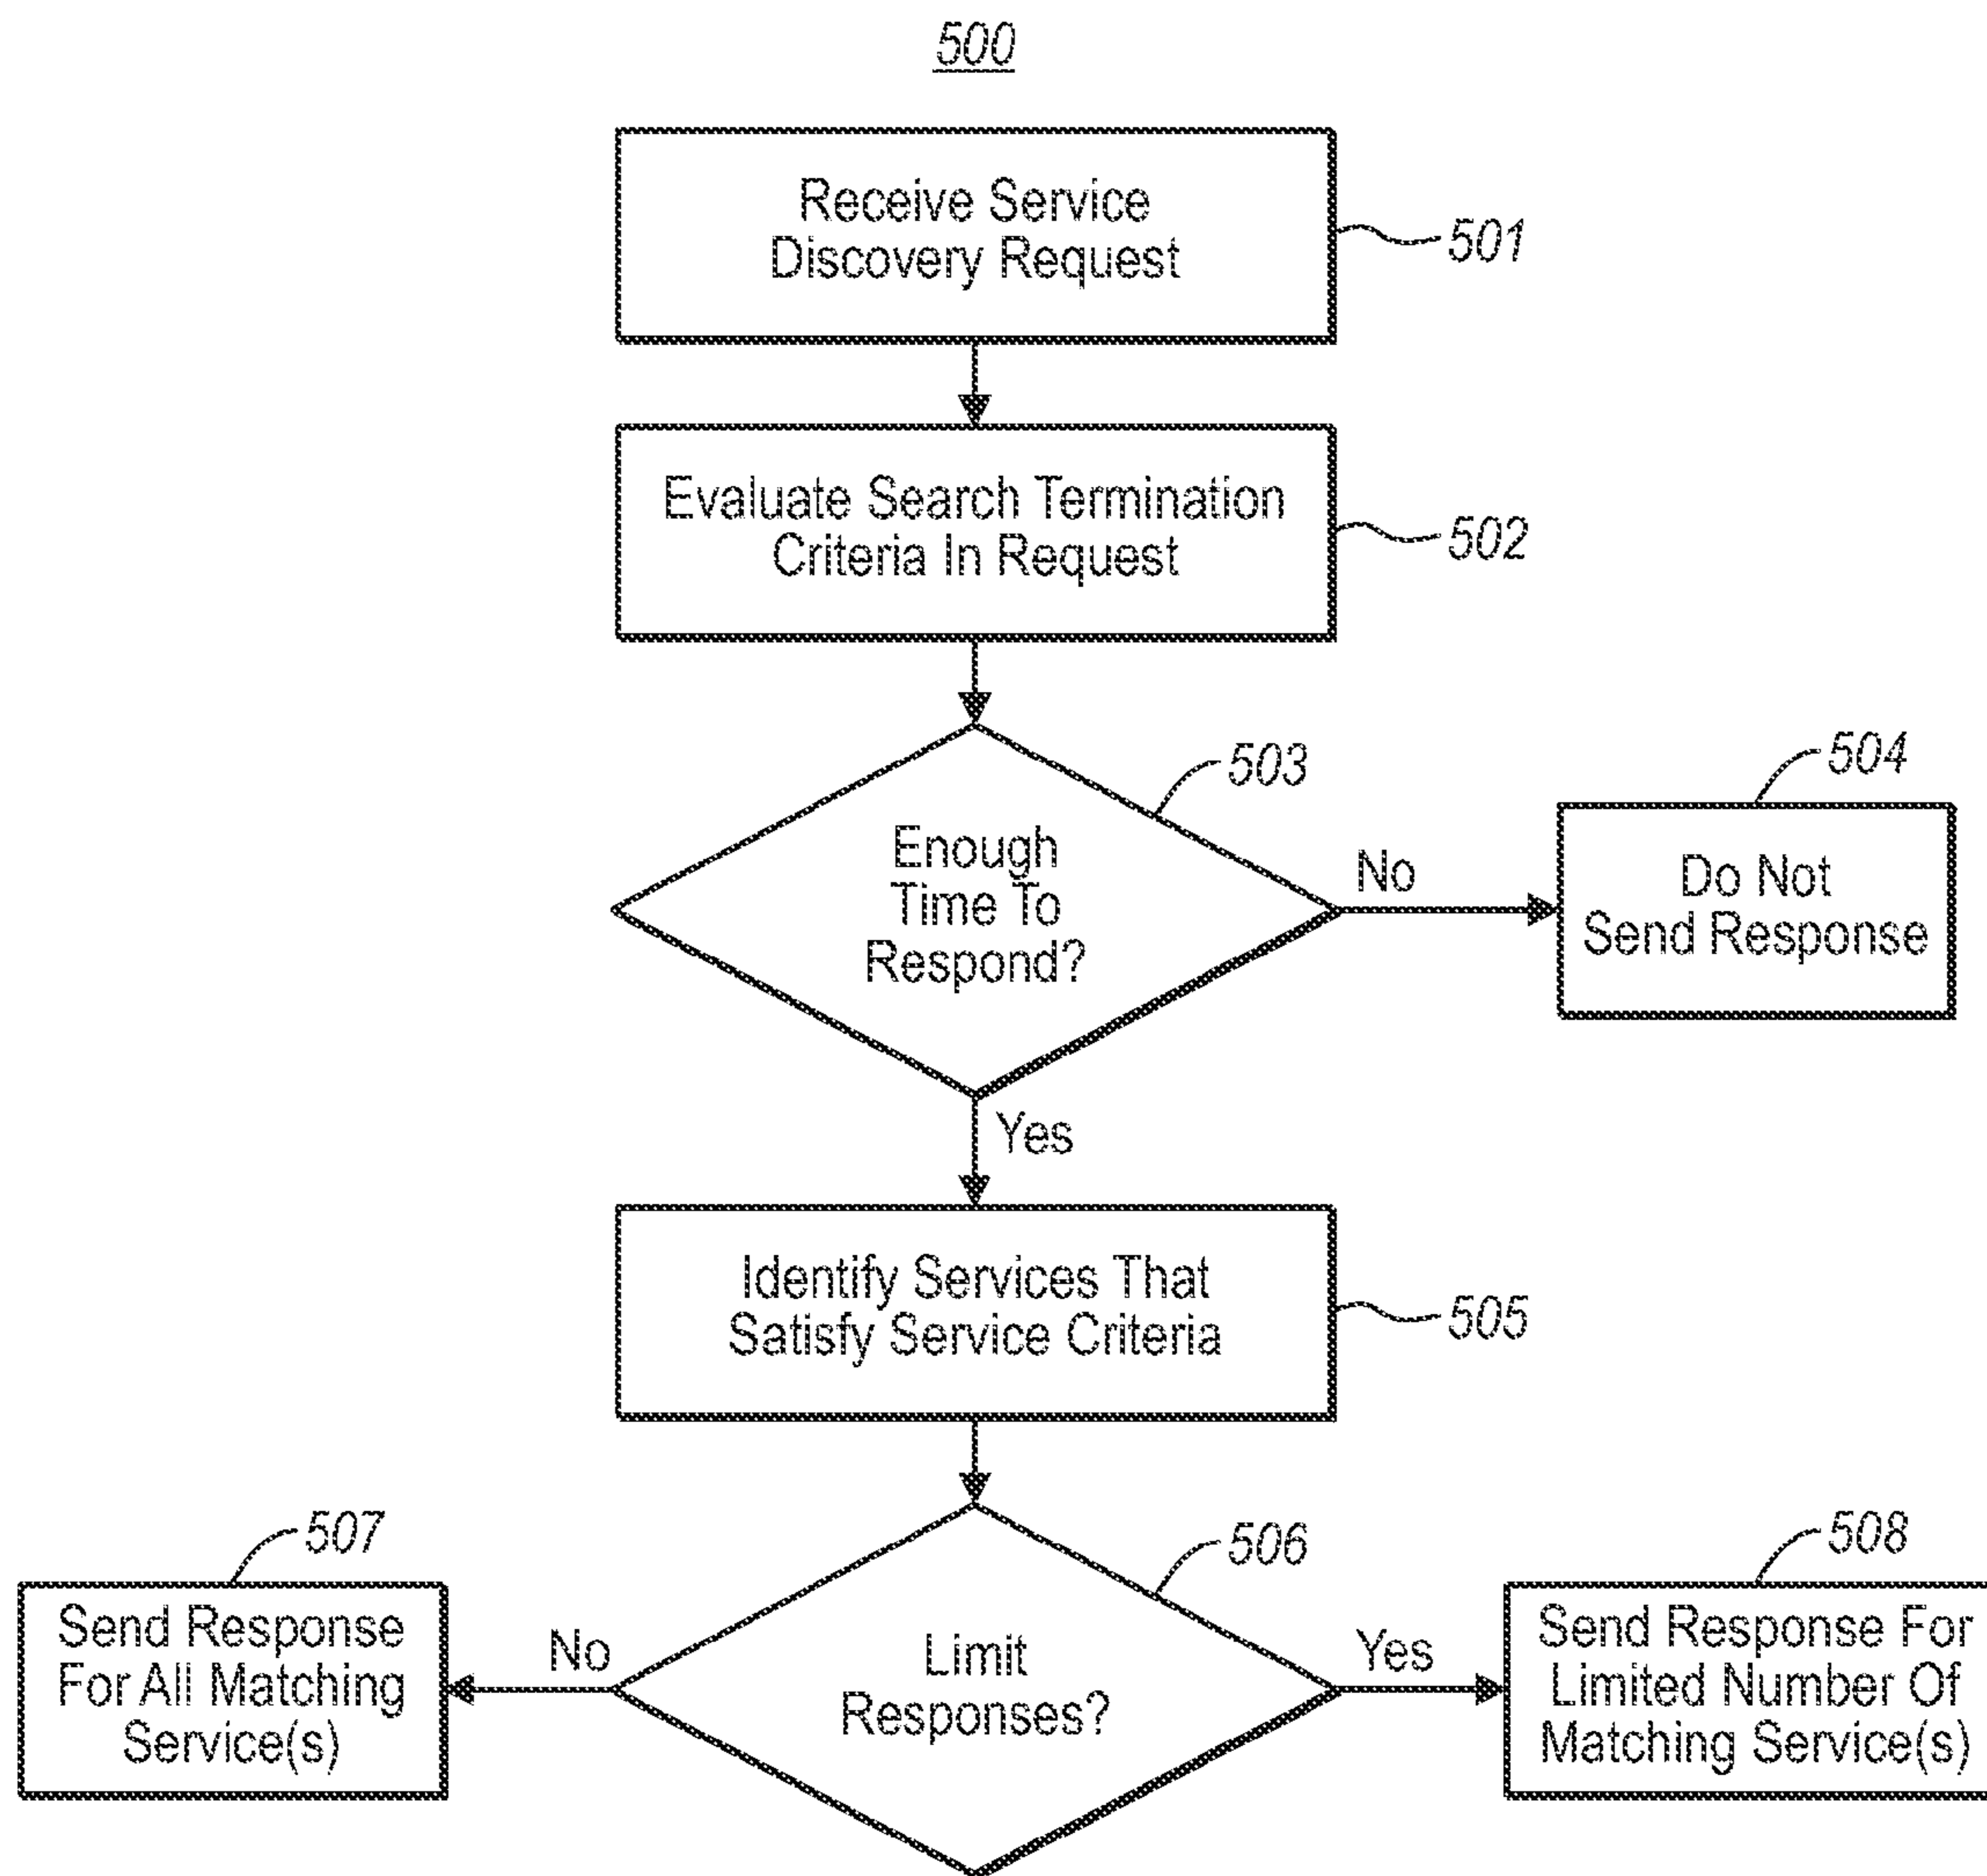 500
Receive Service
Discovery Request
501
Evaluate Search Termination
Criteria In Request
502
503
Enough
Time To
Respond?
No
504
Do Not
Send Response
Yes
Identify Services That
Satisfy Service Criteria
505
507
Send Response
For All Matching
Service(s)
No
506
Limit
Responses?
Yes
508
Send Response For
Limited Number Of
Matching Service(s)